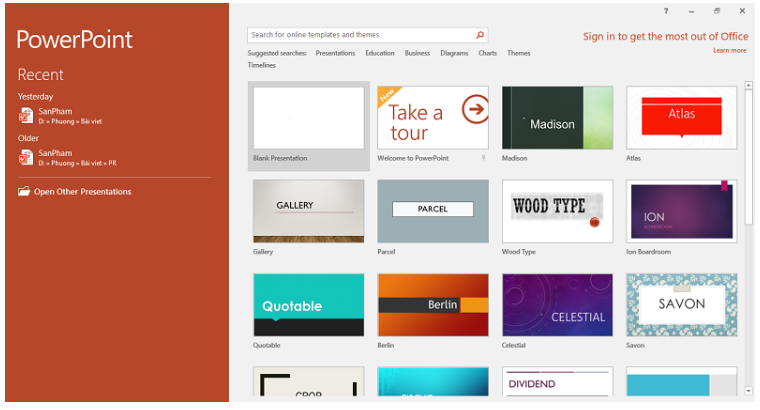 PowerPoint
Recent
Yesterday
SanPham
D: » Phuong » Bài viet
Older
SanPham
D: » Phuong » Bài viet » PR
Open Other Presentations
?
Search for online templates and themes
Suggested searches: Presentations Education Business Diagrams Charts Themes
Timelines
Sign in to get the most out of Office
Learn more
New
Take a
tour
Madison
Atlas
Blank Presentation
Welcome to PowerPoint
Madison
Atlas
GALLERY
PARCEL
WOOD TYPE
ION
Gallery
Parcel
Wood Type
Ion Boardroom
Quotable
Berlin
CELESTIAL
SAVON
Quotable
Berlin
Celestial
Savon
DIVIDEND